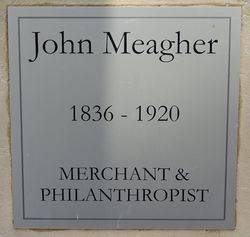 John Meagher
1836 - 1920
MERCHANT &
PHILANTHROPIST